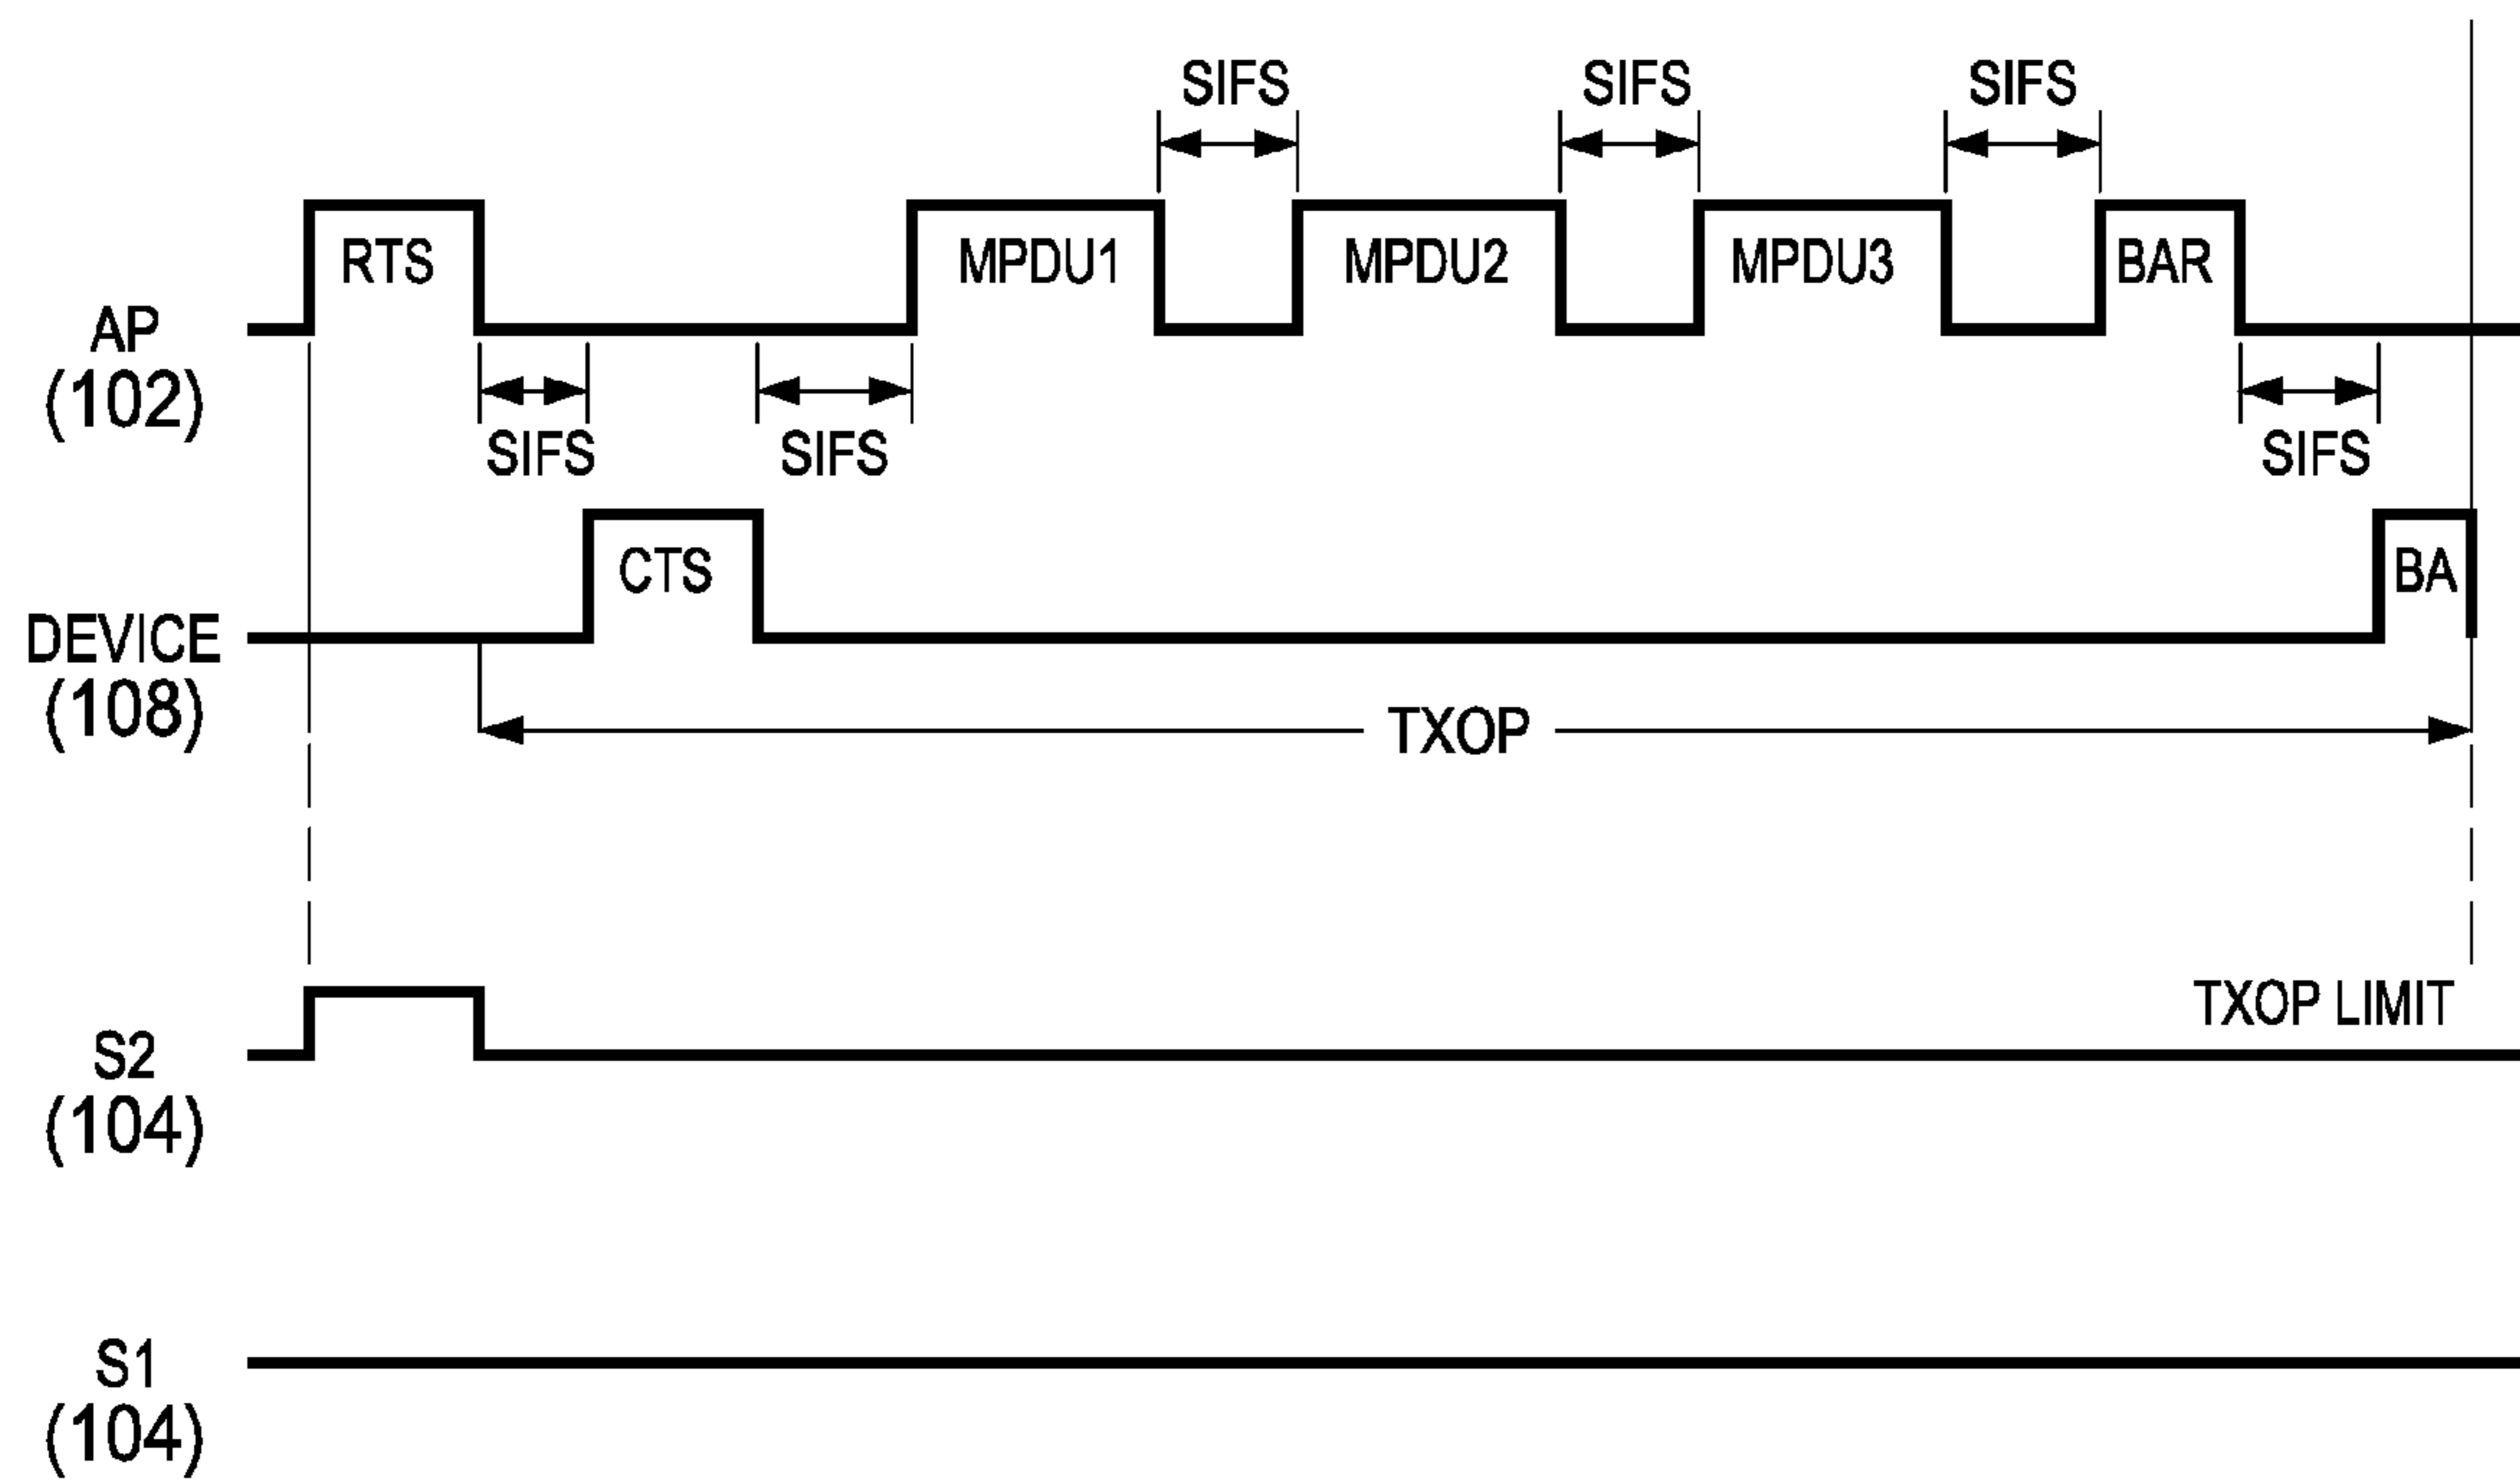 SIFS SIFS SIFS
RTS MPDU1 MPDU2 MPDU3 BAR
AP
(102)
SIFS SIFS SIFS
CTS BA
DEVICE
(108)
TXOP
TXOP LIMIT
S2
(104)
S1
(104)